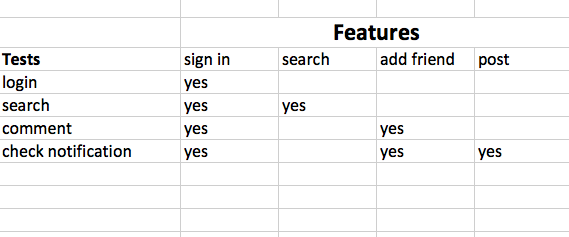 Features
Tests sign in search add friend post
login yes
search yes yes
comment yes yes
check notification yes yes yes